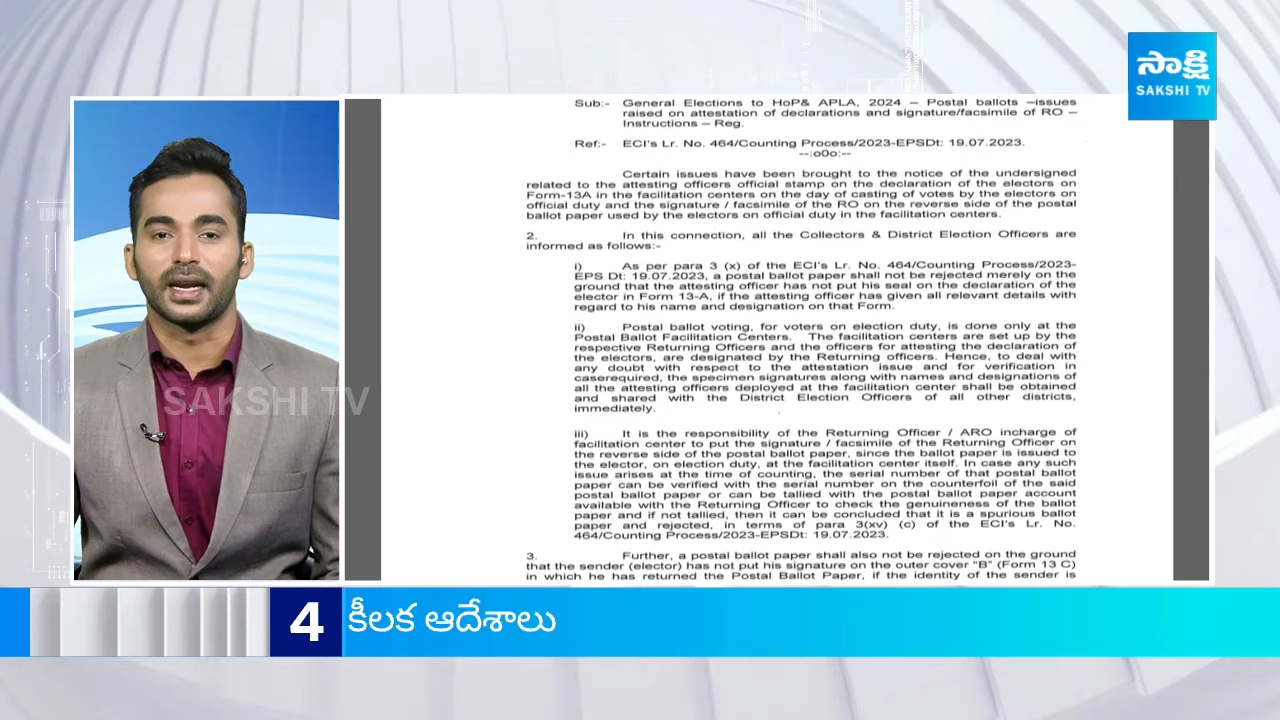 సాక్షి
SAKSHI TV
Sub:- General Elections to HoP& APLA, 2024 – Postal ballots –issues
raised on attestation of declarations and signature/facsimile of RO –
Instructions – Reg.
Ref:- ECI's Lr. No. 464/Counting Process/2023-EPSDt: 19.07.2023.
--:o0o:--
Certain issues have been brought to the notice of the undersigned
related to the attesting officers official stamp on the declaration of the electors on
Form-13A in the facilitation centers on the day of casting of votes by the electors on
official duty and the signature / facsimile of the RO on the reverse side of the postal
ballot paper used by the electors on official duty in the facilitation centers.
2. In this connection, all the Collectors & District Election Officers are
informed as follows:-
i) As per para 3 (x) of the ECI's Lr. No. 464/Counting Process/2023-
EPS Dt: 19.07.2023, a postal ballot paper shall not be rejected merely on the
ground that the attesting officer has not put his seal on the declaration of the
elector in Form 13-A, if the attesting officer has given all relevant details with
regard to his name and designation on that Form.
ii) Postal ballot voting, for voters on election duty, is done only at the
Postal Ballot Facilitation Centers. The facilitation centers are set up by the
respective Returning Officers and the officers for attesting the declaration of
the electors, are designated by the Returning officers. Hence, to deal with
any doubt with respect to the attestation issue and for verification in
caserequired, the specimen signatures along with names and designations of
all the attesting officers deployed at the facilitation center shall be obtained
and shared with the District Election Officers of all other districts,
immediately.
iii) It is the responsibility of the Returning Officer / ARO incharge of
facilitation center to put the signature / facsimile of the Returning Officer on
the reverse side of the postal ballot paper, since the ballot paper is issued to
the elector, on election duty, at the facilitation center itself. In case any such
issue arises at the time of counting, the serial number of that postal ballot
paper can be verified with the serial number on the counterfoil of the said
postal ballot paper or can be tallied with the postal ballot paper account
available with the Returning Officer to check the genuineness of the ballot
paper and if not tallied, then it can be concluded that it is a spurious ballot
paper and rejected, in terms of para 3(xv) (c) of the ECI's Lr. No.
464/Counting Process/2023-EPSDt: 19.07.2023.
3. Further, a postal ballot paper shall also not be rejected on the ground
that the sender (elector) has not put his signature on the outer cover "B" (Form 13 C)
in which he has returned the Postal Ballot Paper, if the identity of the sender is
SAKSHI TV
4 కీలక ఆదేశాలు